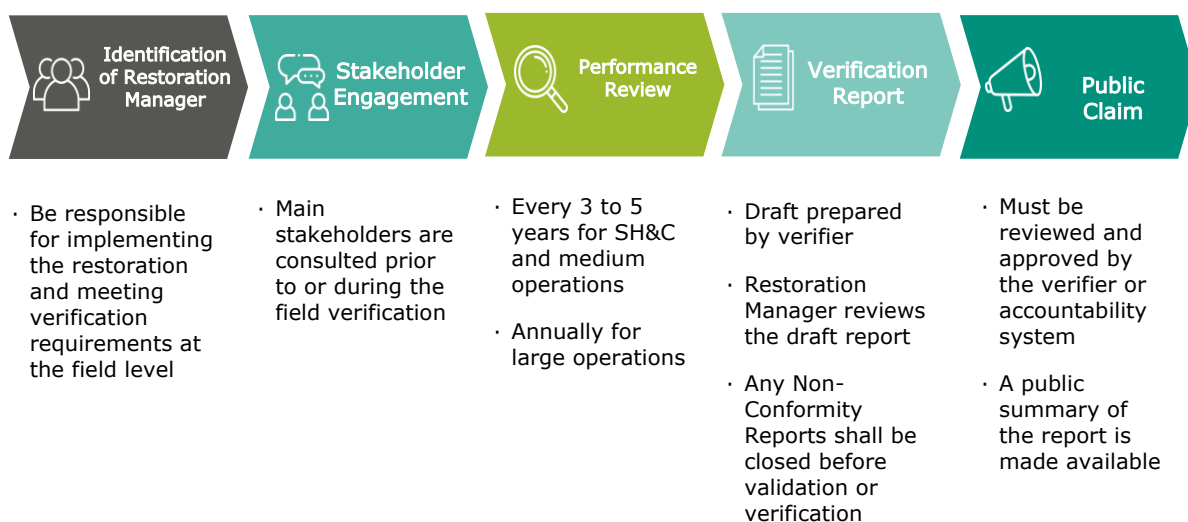 Identification
of Restoration
Manager
Stakeholder
Engagement
Performance
Review
Verification
Report
Public
Claim
· Be responsible
for implementing
the restoration
and meeting
verification
requirements at
the field level
· Main
stakeholders are
consulted prior
to or during the
field verification
· Every 3 to 5
years for SH&C
and medium
operations
· Annually for
large operations
· Draft prepared
by verifier
· Restoration
Manager reviews
the draft report
· Any Non-
Conformity
Reports shall be
closed before
validation or
verification
· Must be
reviewed and
approved by
the verifier or
accountability
system
· A public
summary of
the report is
made available